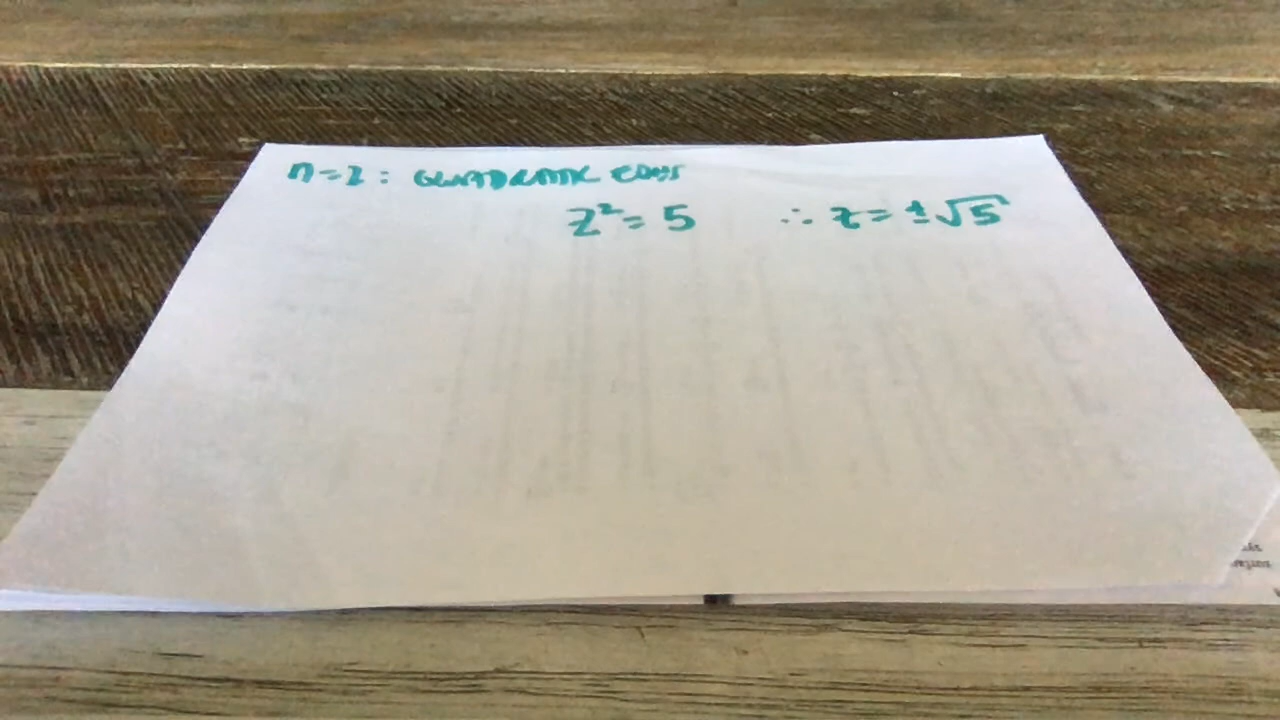 n=2: QUADRATIC EQNS
z²= 5 ∴ z = ±√5